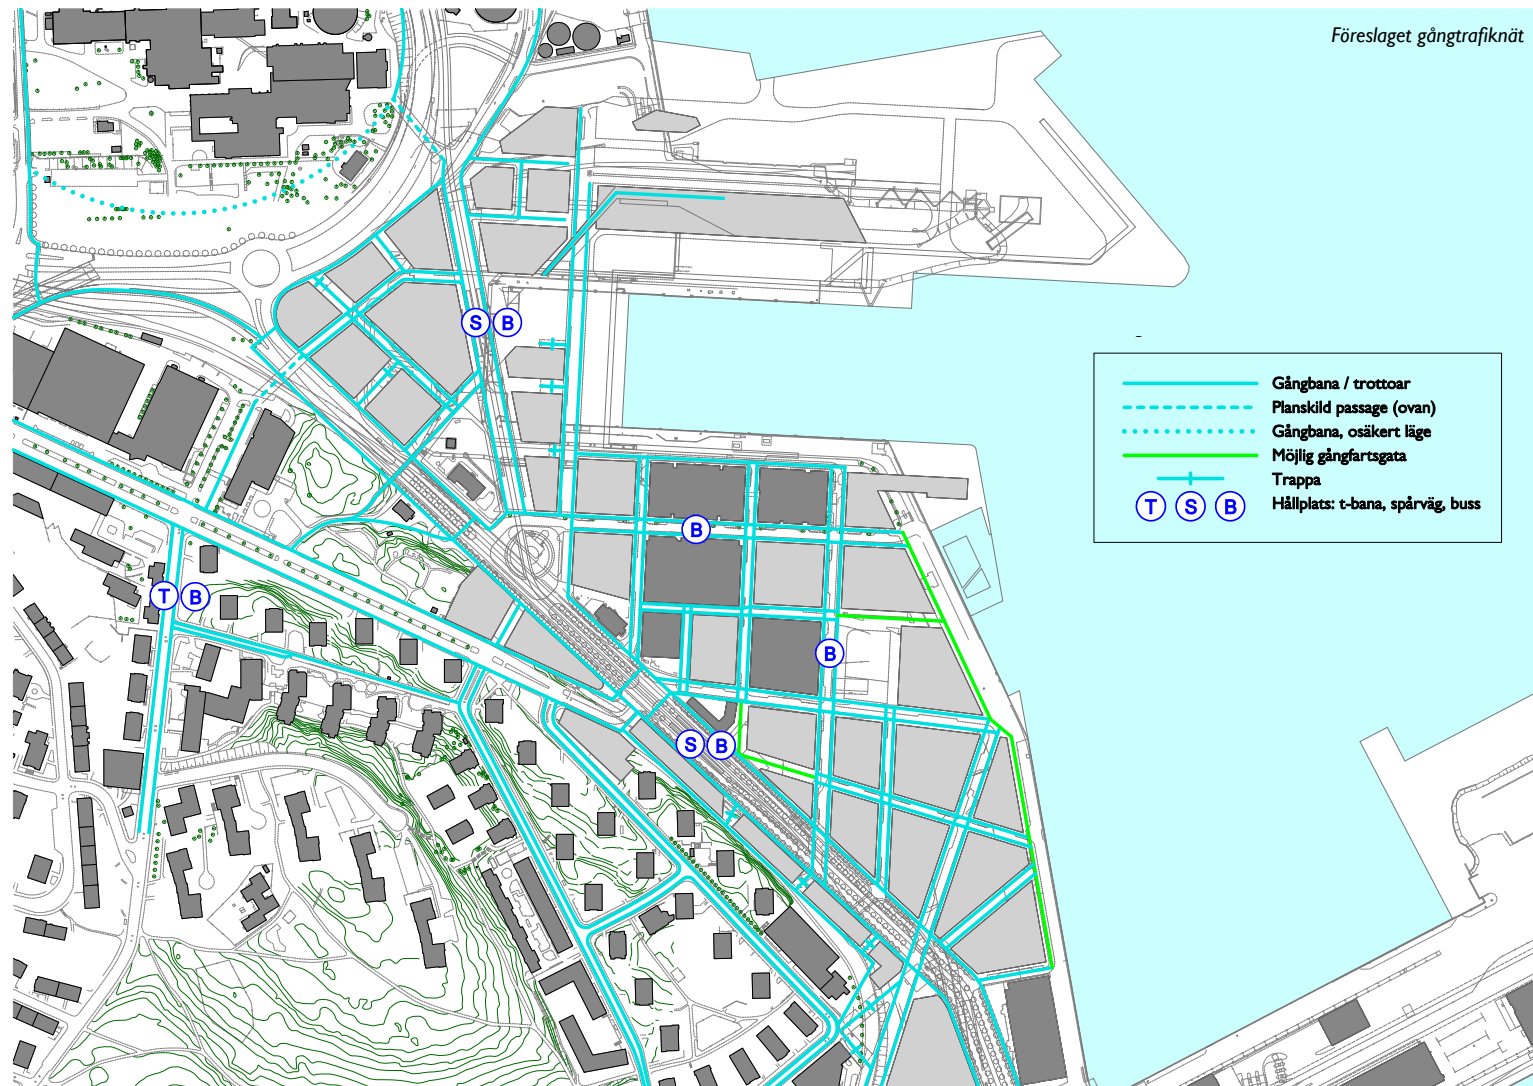 Föreslaget gångtrafiknät
S B
Gångbana / trottoar
Planskild passage (ovan)
Gångbana, osäkert läge
Möjlig gångfartsgata
Trappa
T S B Hållplats: t-bana, spårväg, buss
B
T B
B
S B